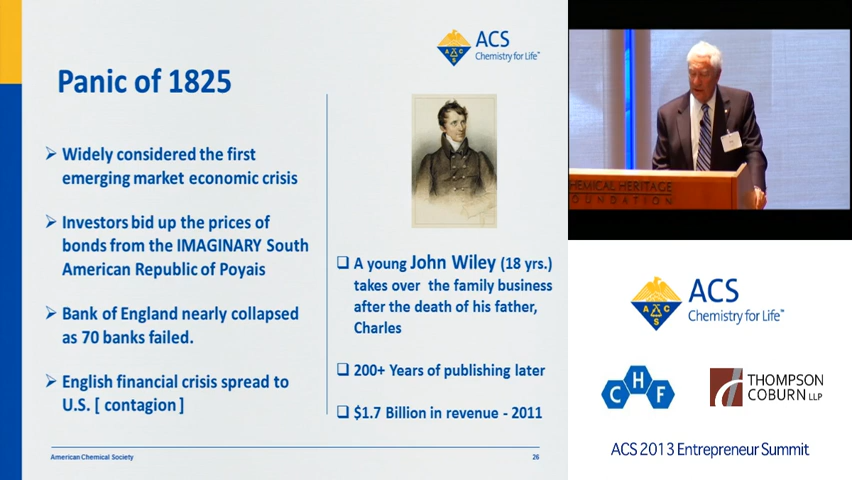 ACS
Chemistry for Life™
Panic of 1825
Widely considered the first
emerging market economic crisis
Investors bid up the prices of
bonds from the IMAGINARY South
American Republic of Poyais
Bank of England nearly collapsed
as 70 banks failed.
English financial crisis spread to
U.S. [ contagion ]
A young John Wiley (18 yrs.)
takes over the family business
after the death of his father,
Charles
200+ Years of publishing later
$1.7 Billion in revenue - 2011
American Chemical Society
26
HEMICAL HERITAGE
OUNDATION
ACS
Chemistry for Life™
A C S
CHF
THOMPSON
COBURN LLP
ACS 2013 Entrepreneur Summit